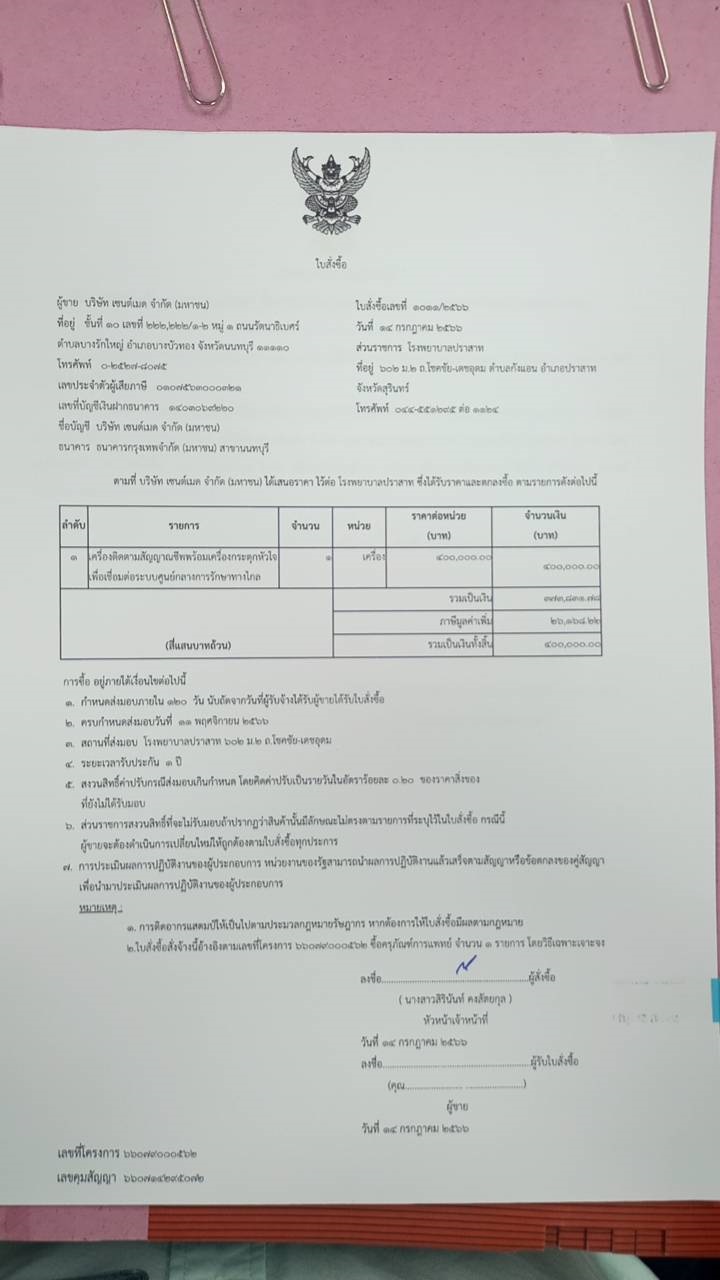 ใบสั่งซื้อ
ผู้ขาย บริษัท เซนต์เมด จำกัด (มหาชน)
ที่อยู่ ชั้นที่ ๑๐ เลขที่ ๒๒๒,๒๒๒/๑-๒ หมู่ ๑ ถนนรัตนาธิเบศร์
ตำบลบางรักใหญ่ อำเภอบางบัวทอง จังหวัดนนทบุรี ๑๑๑๑๐
โทรศัพท์ ๐-๒๕๒๗-๘๐๗๕
เลขประจำตัวผู้เสียภาษี ๐๑๐๗๕๖๓๐๐๐๓๒๑
เลขที่บัญชีเงินฝากธนาคาร ๑๔๐๓๐๖๙๒๒๐
ชื่อบัญชี บริษัท เซนต์เมด จำกัด (มหาชน)
ธนาคาร ธนาคารกรุงเทพจำกัด (มหาชน) สาขานนทบุรี
ใบสั่งซื้อเลขที่ ๑๐๑๑/๒๕๖๖
วันที่ ๑๔ กรกฎาคม ๒๕๖๖
ส่วนราชการ โรงพยาบาลปราสาท
ที่อยู่ ๖๐๒ ม.๒ ถ.โชคชัย-เดชอุดม ตำบลกังแอน อำเภอปราสาท
จังหวัดสุรินทร์
โทรศัพท์ ๐๔๔-๕๕๑๒๙๕ ต่อ ๑๑๒๔
ตามที่ บริษัท เซนต์เมด จำกัด (มหาชน) ได้เสนอราคา ไว้ต่อ โรงพยาบาลปราสาท ซึ่งได้รับราคาและตกลงซื้อ ตามรายการดังต่อไปนี้
ลำดับ รายการ จำนวน หน่วย ราคาต่อหน่วย (บาท) จำนวนเงิน (บาท)
๑ เครื่องติดตามสัญญาณชีพพร้อมเครื่องกระตุกหัวใจ ๑ เครื่อง ๔๐๐,๐๐๐.๐๐ ๔๐๐,๐๐๐.๐๐
เพื่อเชื่อมต่อระบบศูนย์กลางการรักษาทางไกล
รวมเป็นเงิน ๓๗๓,๘๓๑.๗๘
ภาษีมูลค่าเพิ่ม ๒๖,๑๖๘.๒๒
(สี่แสนบาทถ้วน) รวมเป็นเงินทั้งสิ้น ๔๐๐,๐๐๐.๐๐
การซื้อ อยู่ภายใต้เงื่อนไขต่อไปนี้
๑. กำหนดส่งมอบภายใน ๑๒๐ วัน นับถัดจากวันที่ผู้รับจ้างได้รับผู้ขายได้รับใบสั่งซื้อ
๒. ครบกำหนดส่งมอบวันที่ ๑๑ พฤศจิกายน ๒๕๖๖
๓. สถานที่ส่งมอบ โรงพยาบาลปราสาท ๖๐๒ ม.๒ ถ.โชคชัย-เดชอุดม
๔. ระยะเวลารับประกัน ๑ ปี
๕. สงวนสิทธิ์ค่าปรับกรณีส่งมอบเกินกำหนด โดยคิดค่าปรับเป็นรายวันในอัตราร้อยละ ๐.๒๐ ของราคาสิ่งของ
ที่ยังไม่ได้รับมอบ
๖. ส่วนราชการสงวนสิทธิ์ที่จะไม่รับมอบถ้าปรากฏว่าสินค้านั้นมีลักษณะไม่ตรงตามรายการที่ระบุไว้ในใบสั่งซื้อ กรณีนี้
ผู้ขายจะต้องดำเนินการเปลี่ยนใหม่ให้ถูกต้องตามใบสั่งซื้อทุกประการ
๗. การประเมินผลการปฏิบัติงานของผู้ประกอบการ หน่วยงานของรัฐสามารถนำผลการปฏิบัติงานแล้วเสร็จตามสัญญาหรือข้อตกลงของคู่สัญญา
เพื่อนำมาประเมินผลการปฏิบัติงานของผู้ประกอบการ
หมายเหตุ :
๑. การติดอากรแสตมป์ให้เป็นไปตามประมวลกฎหมายรัษฎากร หากต้องการให้ใบสั่งซื้อมีผลตามกฎหมาย
๒.ใบสั่งซื้อสั่งจ้างนี้อ้างอิงตามเลขที่โครงการ ๖๖๐๗๙๐๐๐๕๖๒ ซื้อครุภัณฑ์การแพทย์ จำนวน ๑ รายการ โดยวิธีเฉพาะเจาะจง
ลงชื่อ..............................ผู้สั่งซื้อ
( นางสาวสิรินันท์ คงสัตยกุล )
หัวหน้าเจ้าหน้าที่
วันที่ ๑๔ กรกฎาคม ๒๕๖๖
ลงชื่อ..............................ผู้รับใบสั่งซื้อ
(คุณ..............................)
ผู้ขาย
วันที่ ๑๔ กรกฎาคม ๒๕๖๖
เลขที่โครงการ ๖๖๐๗๙๐๐๐๕๖๒
เลขคุมสัญญา ๖๖๐๗๑๔๒๙๕๐๗๒